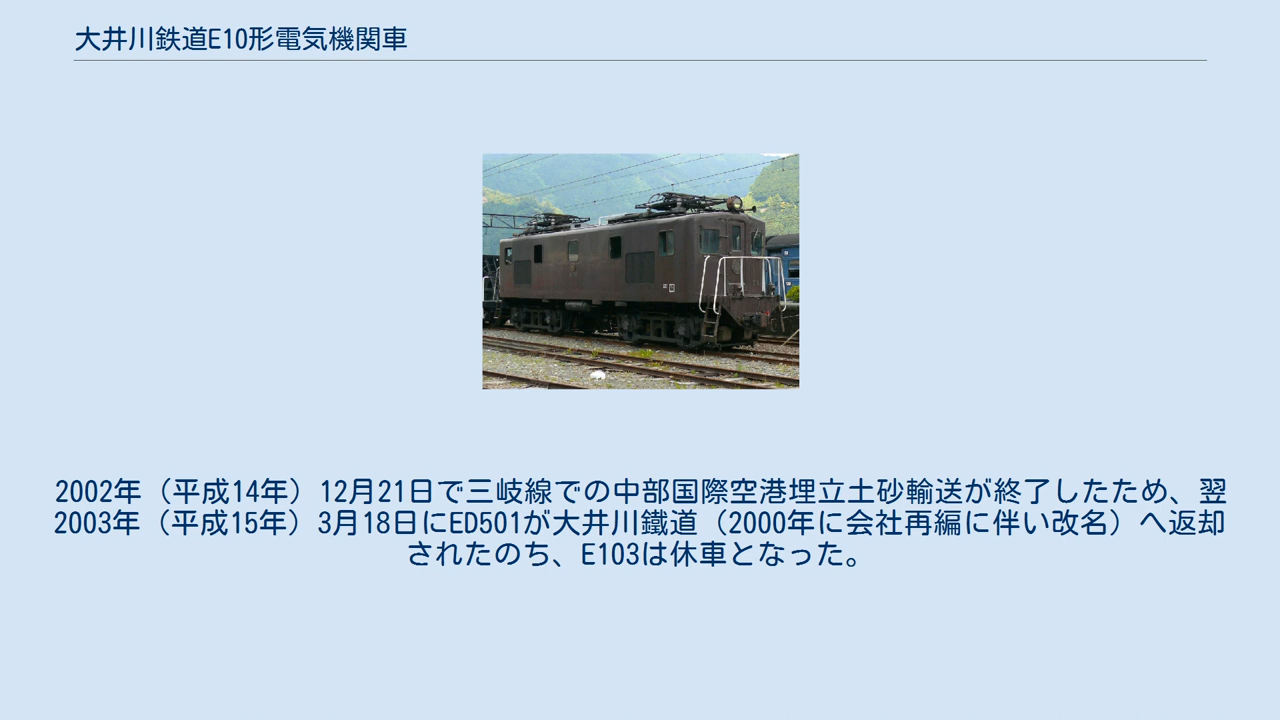 大井川鉄道E10形電気機関車
2002年（平成14年）12月21日で三岐線での中部国際空港埋立土砂輸送が終了したため、翌
2003年（平成15年）3月18日にED501が大井川鐵道（2000年に会社再編に伴い改名）へ返却
されたのち、E103は休車となった。